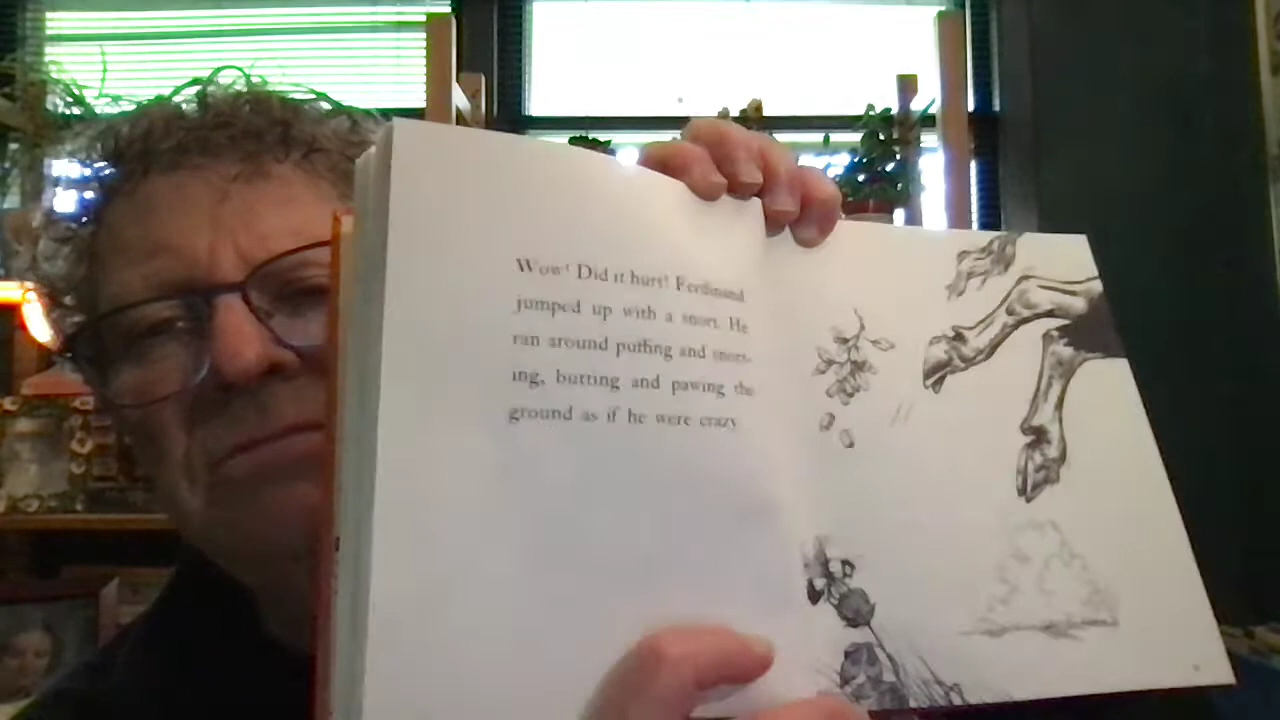 Wow! Did it hurt! Ferdinand
jumped up with a snort. He
ran around puffing and snort-
ing, butting and pawing the
ground as if he were crazy.